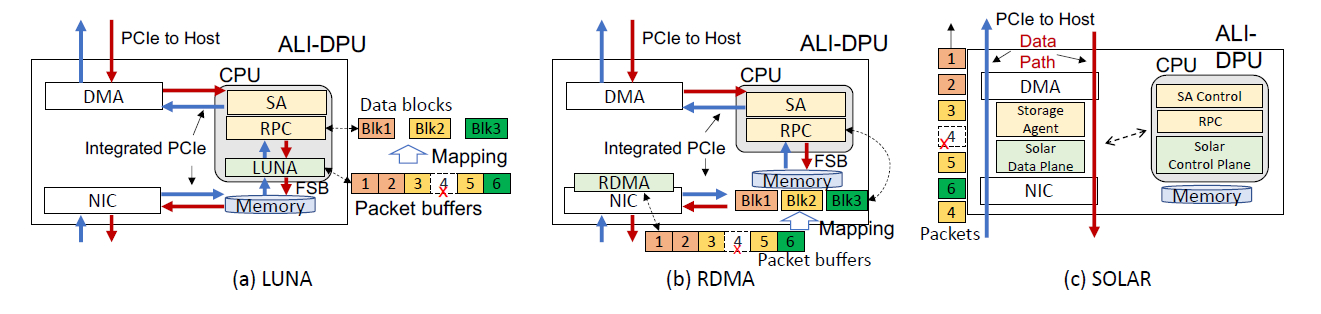 PCIe to Host
ALI-DPU
CPU
DMA
SA
RPC
LUNA
FSB
Memory
Integrated PCIe
NIC
Data blocks
Blk1 Blk2 Blk3
Mapping
1 2 3 4 5 6
x
Packet buffers
(a) LUNA
PCIe to Host
ALI-DPU
CPU
DMA
SA
RPC
FSB
Memory
Integrated PCIe
RDMA
NIC
Blk1 Blk2 Blk3
Mapping
1 2 3 4 5 6
x
Packet buffers
(b) RDMA
PCIe to Host
Data
Path
ALI-
DPU
CPU
DMA
Storage
Agent
Solar
Data Plane
NIC
SA Control
RPC
Solar
Control Plane
Memory
1
2
3
4
x
5
6
4
Packets
(c) SOLAR